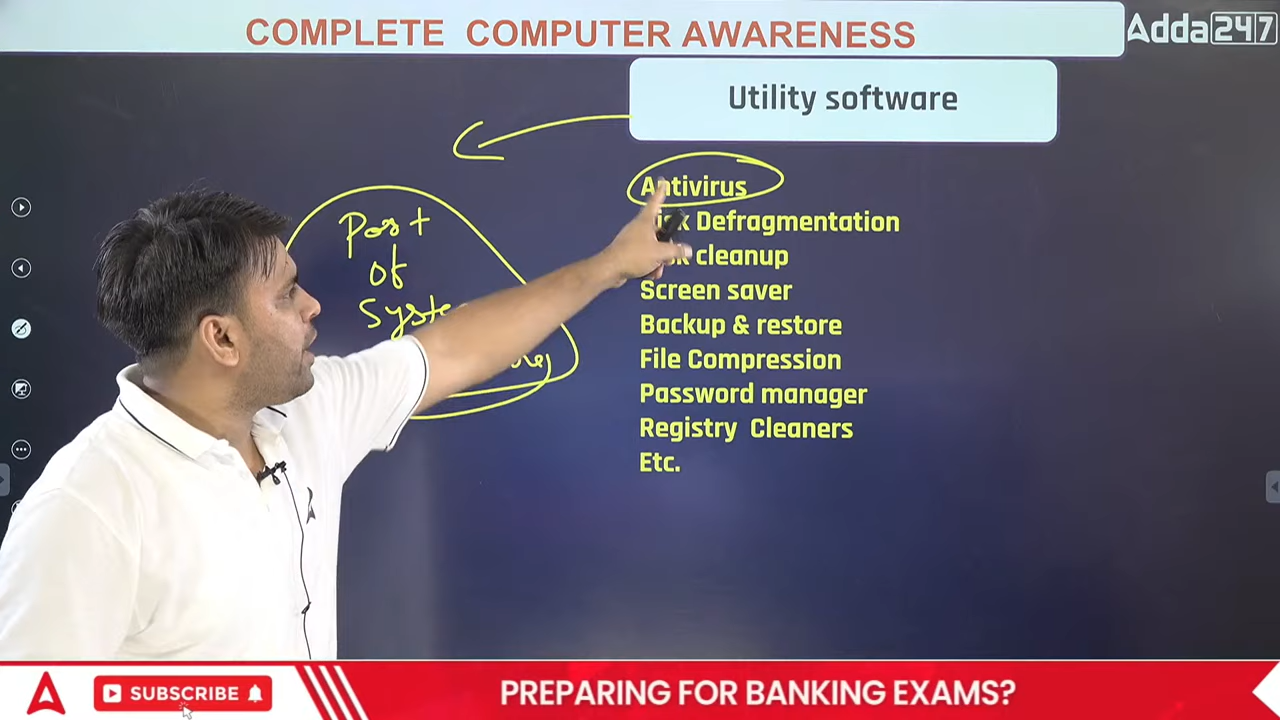 COMPLETE COMPUTER AWARENESS
Adda247
Utility software
Antivirus
Defragmentation
cleanup
Screen saver
Backup & restore
File Compression
Password manager
Registry Cleaners
Etc.
Part
of
SUBSCRIBE
PREPARING FOR BANKING EXAMS?